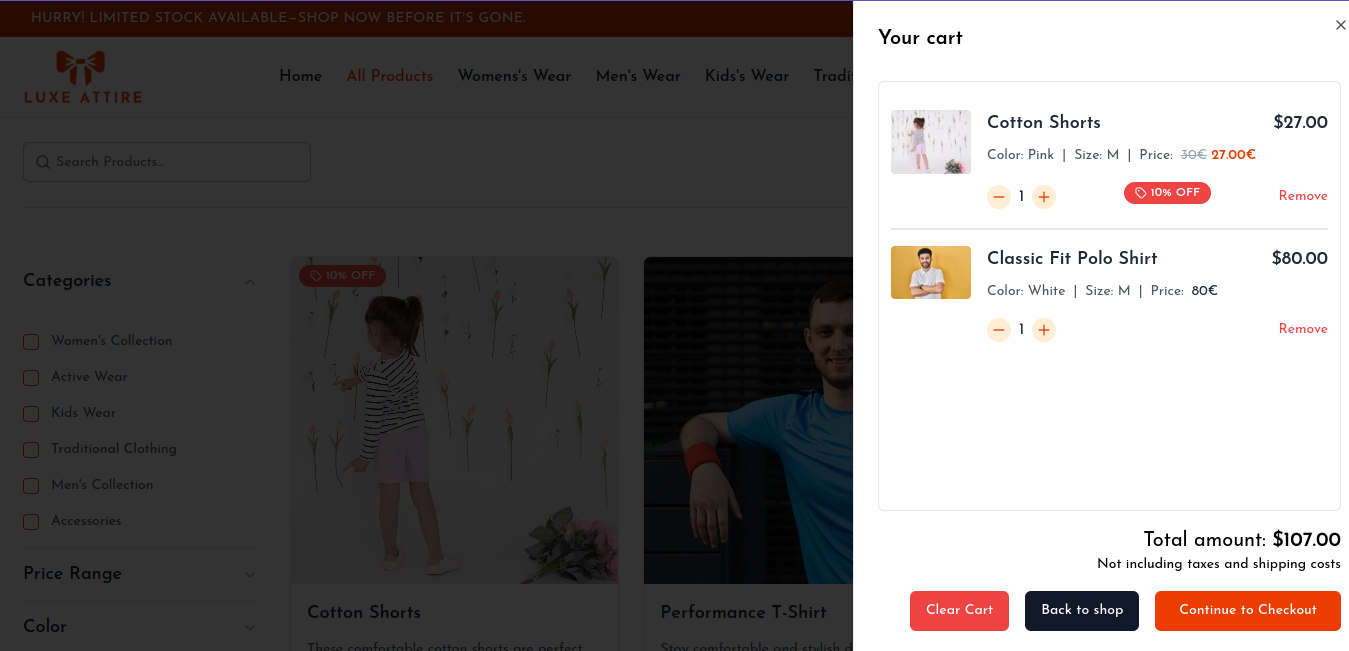 HURRY! LIMITED STOCK AVAILABLE—SHOP NOW BEFORE IT'S GONE.
LUXE ATTIRE
Home All Products Womens's Wear Men's Wear Kids's Wear
Search Products...
Categories
Women's Collection
Active Wear
Kids Wear
Traditional Clothing
Men's Collection
Accessories
Price Range
Color
10% OFF
Cotton Shorts
These comfortable cotton shorts are perfect
Performance T-Shirt
Stay comfortable and stylish
Your cart
Cotton Shorts $27.00
Color: Pink | Size: M | Price: 30€ 27.00€
1 10% OFF Remove
Classic Fit Polo Shirt $80.00
Color: White | Size: M | Price: 80€
1 Remove
Total amount: $107.00
Not including taxes and shipping costs
Clear Cart Back to shop Continue to Checkout